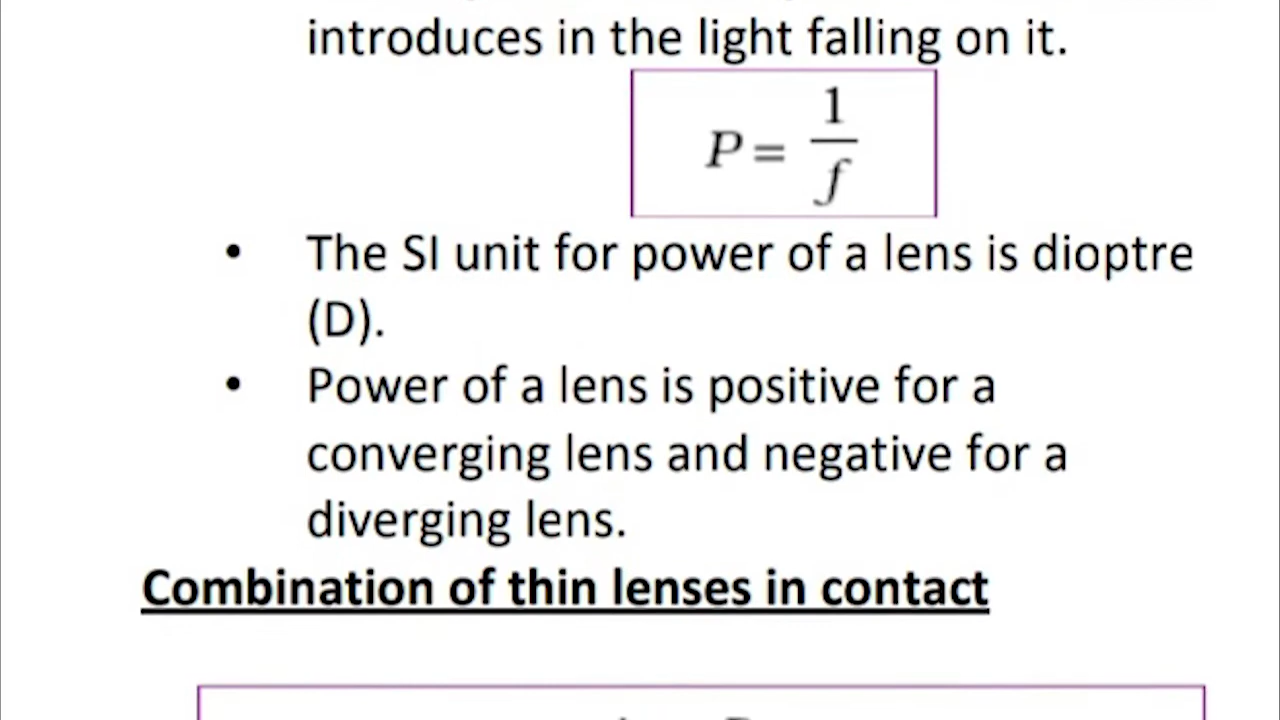 introduces in the light falling on it.
P = 1/f
• The SI unit for power of a lens is dioptre
(D).
• Power of a lens is positive for a
converging lens and negative for a
diverging lens.
Combination of thin lenses in contact